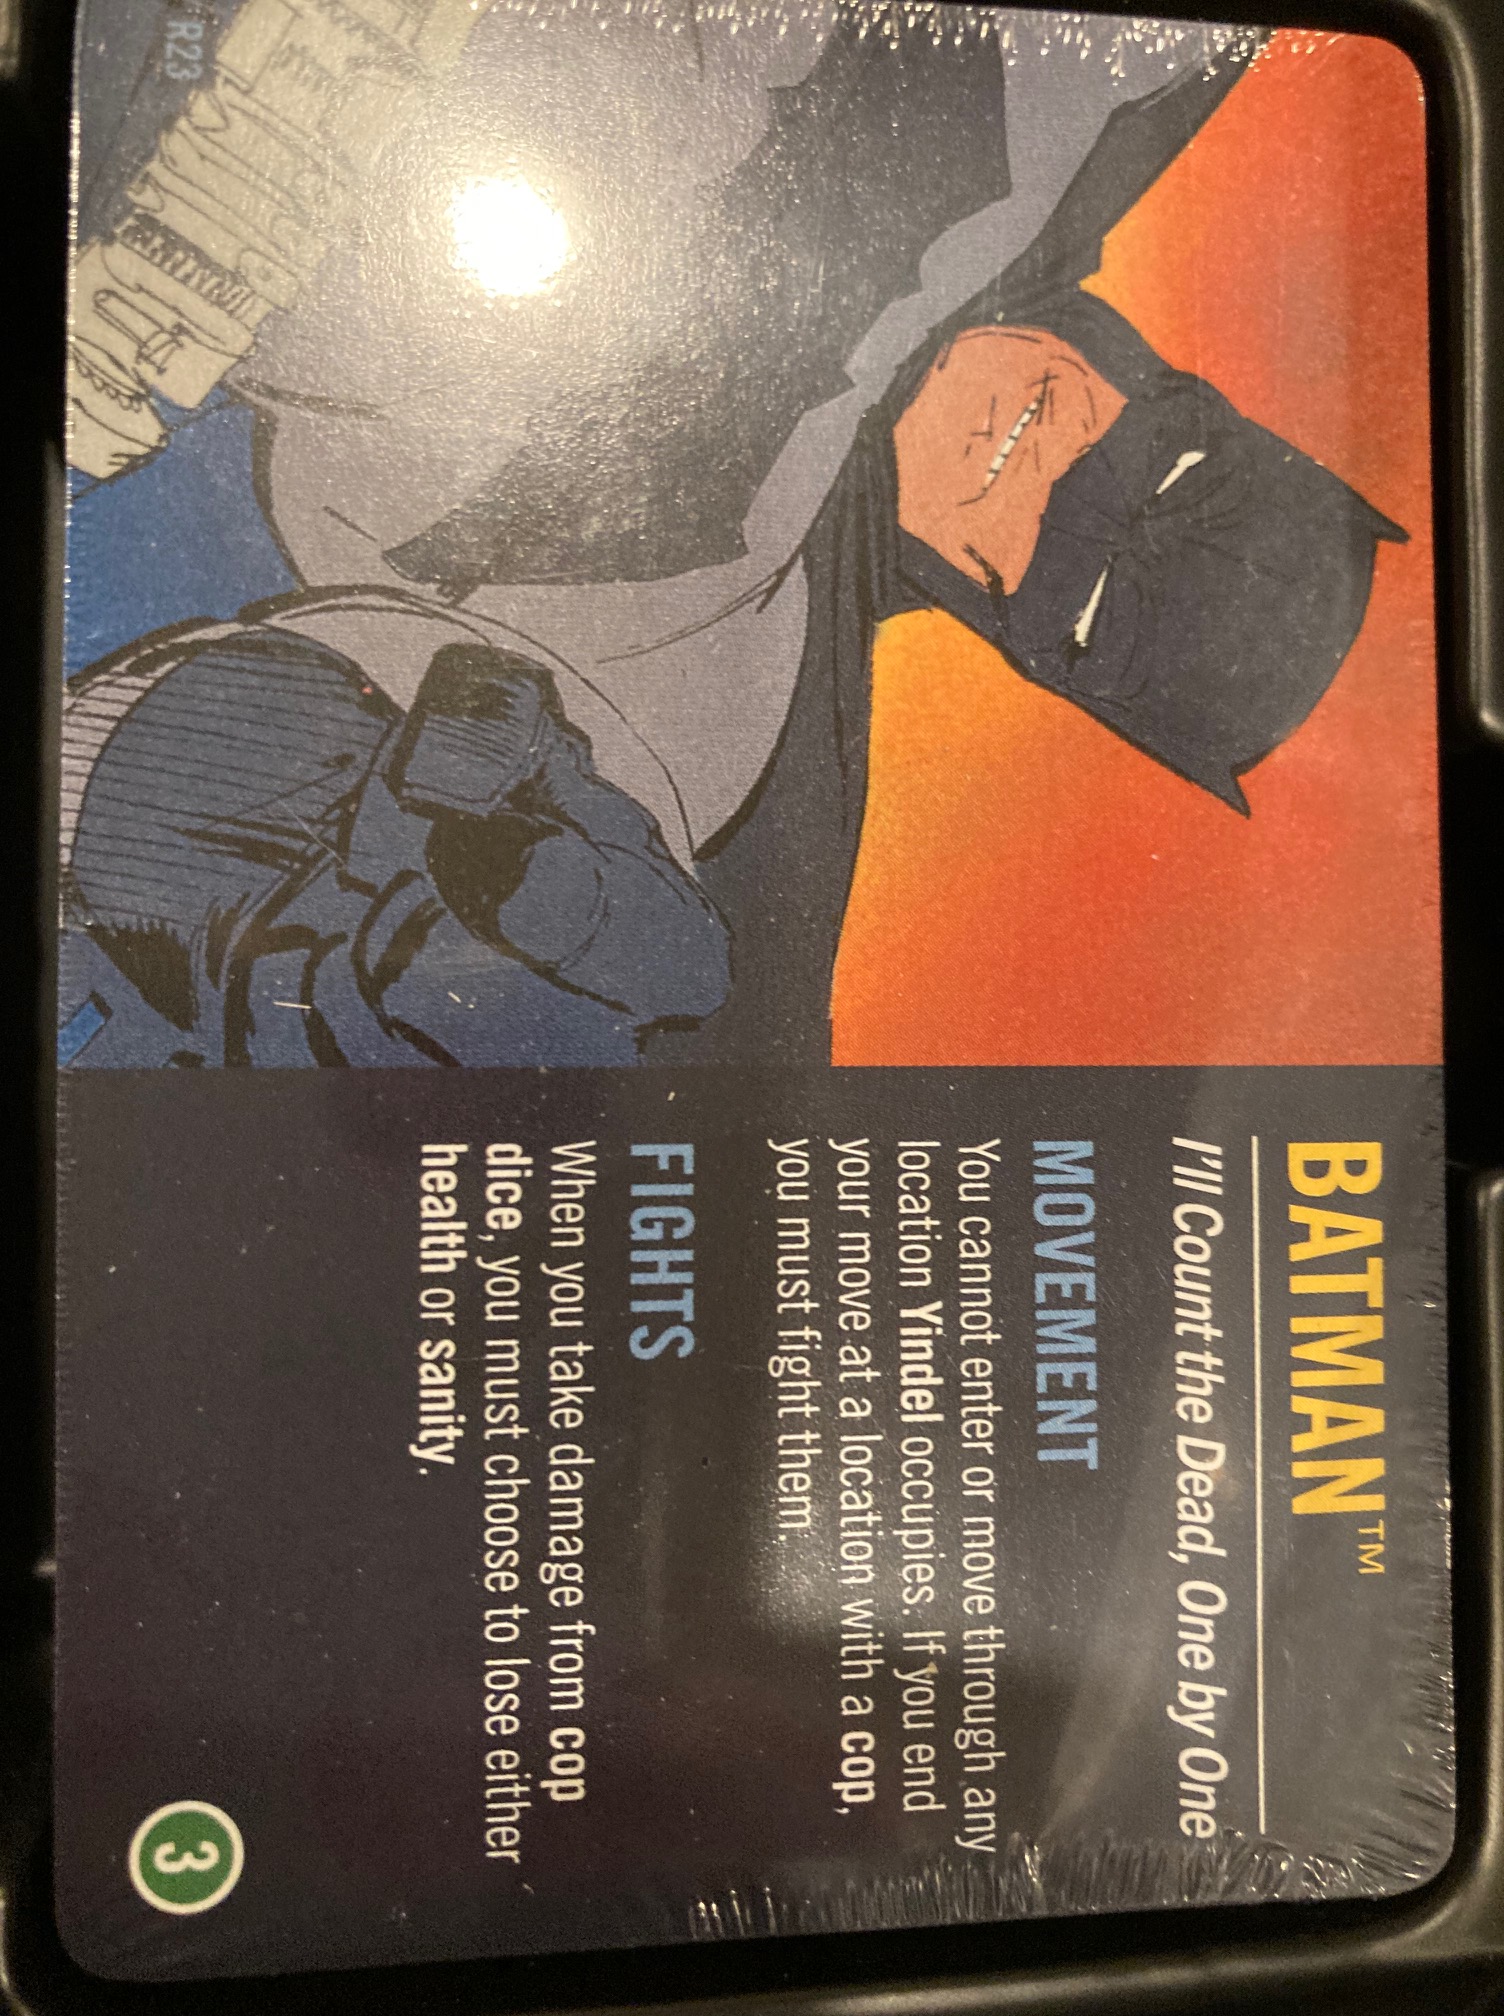 BATMAN™
I'll Count the Dead, One by One
MOVEMENT
You cannot enter or move through any
location Yindel occupies. If you end
your move at a location with a cop,
you must fight them.
FIGHTS
When you take damage from cop
dice, you must choose to lose either
health or sanity.
3
R23